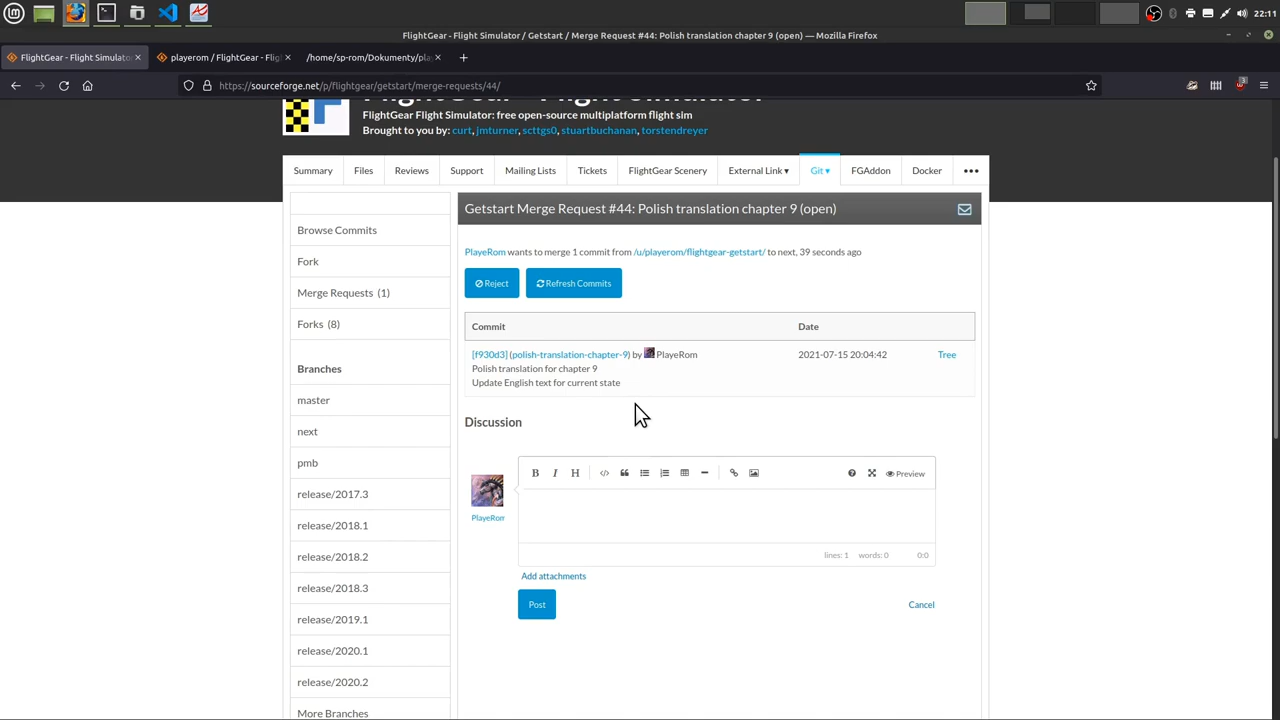 22:11
FlightGear - Flight Simulator / Getstart / Merge Request #44: Polish translation chapter 9 (open) — Mozilla Firefox
FlightGear - Flight Simulato
playerom / FlightGear - Fli
/home/sp-rom/Dokumenty/pla
https://sourceforge.net/p/flightgear/getstart/merge-requests/44/
3
FlightGear Flight Simulator: free open-source multiplatform flight sim
Brought to you by: curt, jmturner, scttgs0, stuartbuchanan, torstendreyer
Summary
Files
Reviews
Support
Mailing Lists
Tickets
FlightGear Scenery
External Link ▾
Git ▾
FGAddon
Docker
Browse Commits
Fork
Merge Requests (1)
Forks (8)
Branches
master
next
pmb
release/2017.3
release/2018.1
release/2018.2
release/2018.3
release/2019.1
release/2020.1
release/2020.2
More Branches
Getstart Merge Request #44: Polish translation chapter 9 (open)
PlayeRom wants to merge 1 commit from /u/playerom/flightgear-getstart/ to next, 39 seconds ago
Reject
Refresh Commits
Commit
Date
[f930d3] (polish-translation-chapter-9) by PlayeRom
2021-07-15 20:04:42
Tree
Polish translation for chapter 9
Update English text for current state
Discussion
B
I
H
Preview
PlayeRom
lines: 1
words: 0
0:0
Add attachments
Post
Cancel